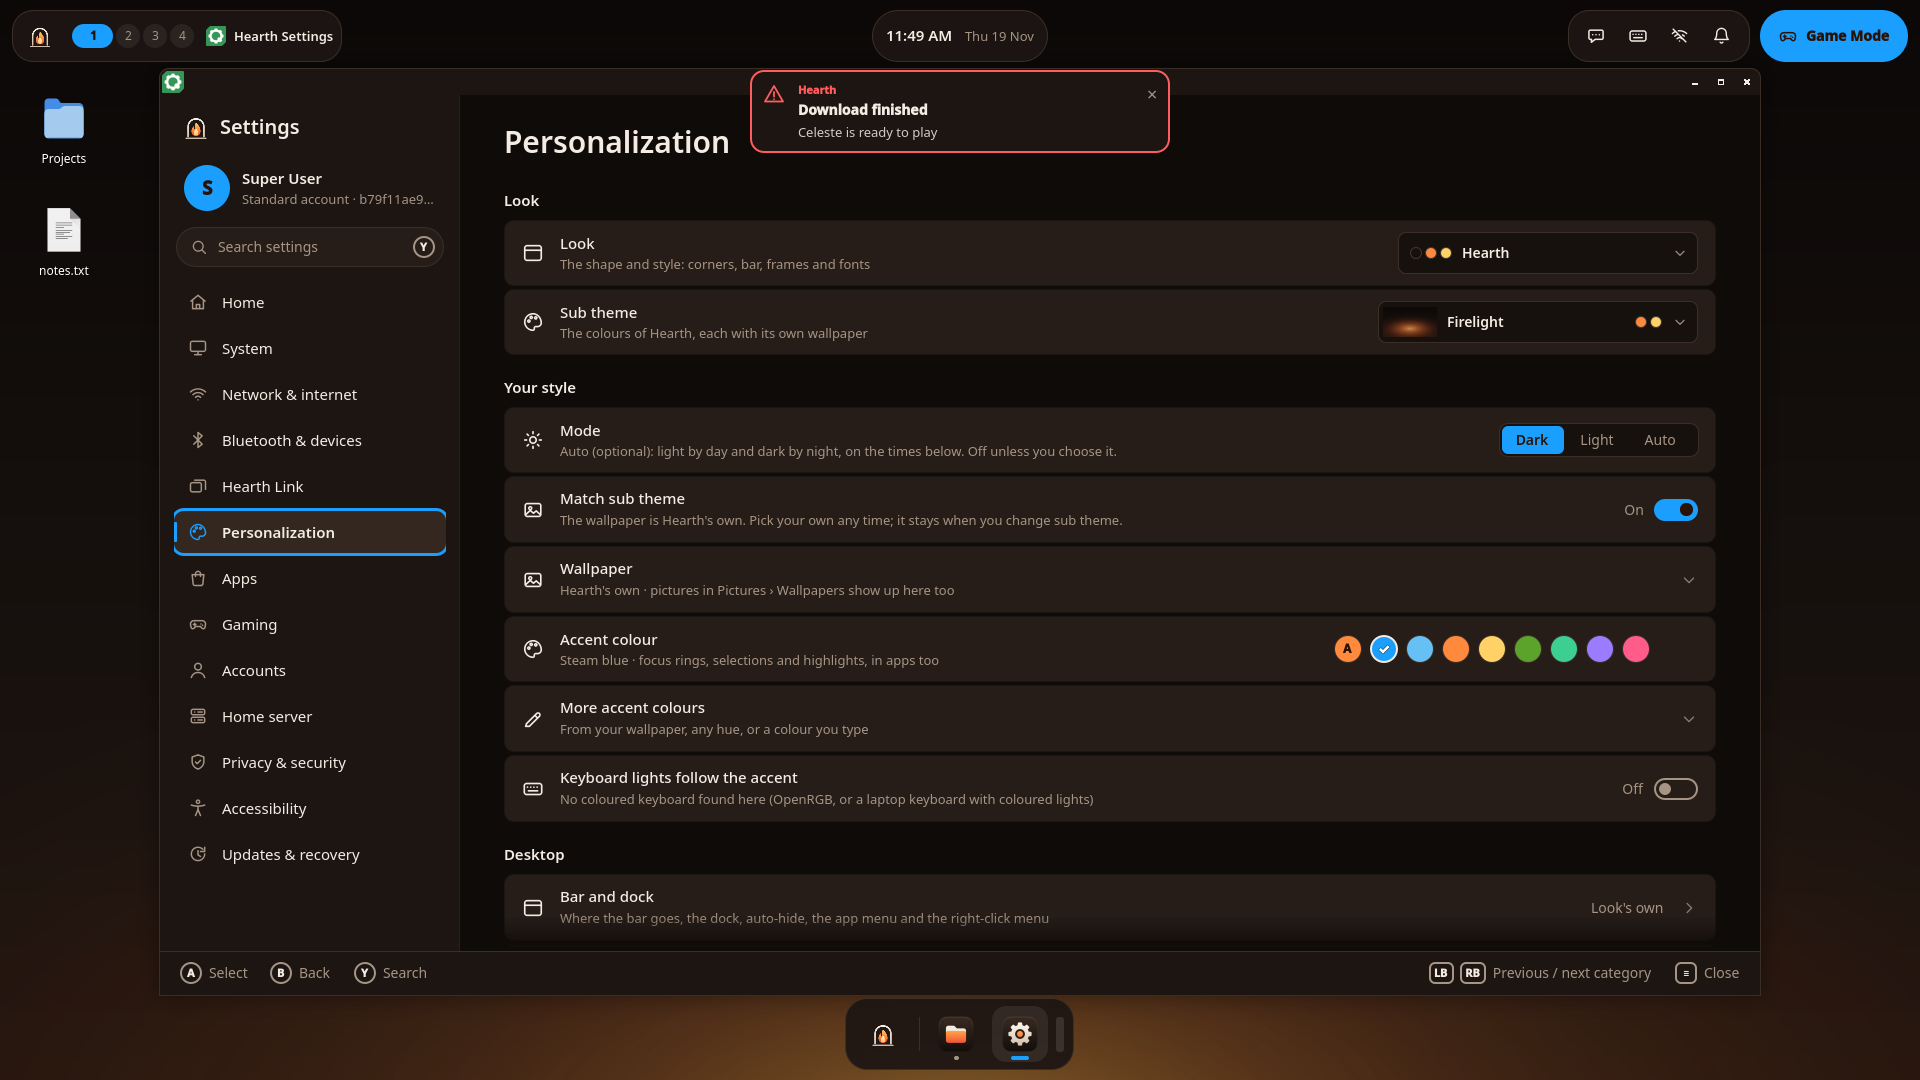 1 2 3 4 Hearth Settings
11:49 AM Thu 19 Nov
Game Mode
Projects
notes.txt
Hearth
Download finished
Celeste is ready to play
Settings
S
Super User
Standard account · b79f11ae9...
Search settings Y
Home
System
Network & internet
Bluetooth & devices
Hearth Link
Personalization
Apps
Gaming
Accounts
Home server
Privacy & security
Accessibility
Updates & recovery
Personalization
Look
Look
The shape and style: corners, bar, frames and fonts
Hearth
Sub theme
The colours of Hearth, each with its own wallpaper
Firelight
Your style
Mode
Auto (optional): light by day and dark by night, on the times below. Off unless you choose it.
Dark Light Auto
Match sub theme
The wallpaper is Hearth's own. Pick your own any time; it stays when you change sub theme.
On
Wallpaper
Hearth's own · pictures in Pictures › Wallpapers show up here too
Accent colour
Steam blue · focus rings, selections and highlights, in apps too
A
More accent colours
From your wallpaper, any hue, or a colour you type
Keyboard lights follow the accent
No coloured keyboard found here (OpenRGB, or a laptop keyboard with coloured lights)
Off
Desktop
Bar and dock
Where the bar goes, the dock, auto-hide, the app menu and the right-click menu
Look's own
A Select B Back Y Search
LB RB Previous / next category ≡ Close